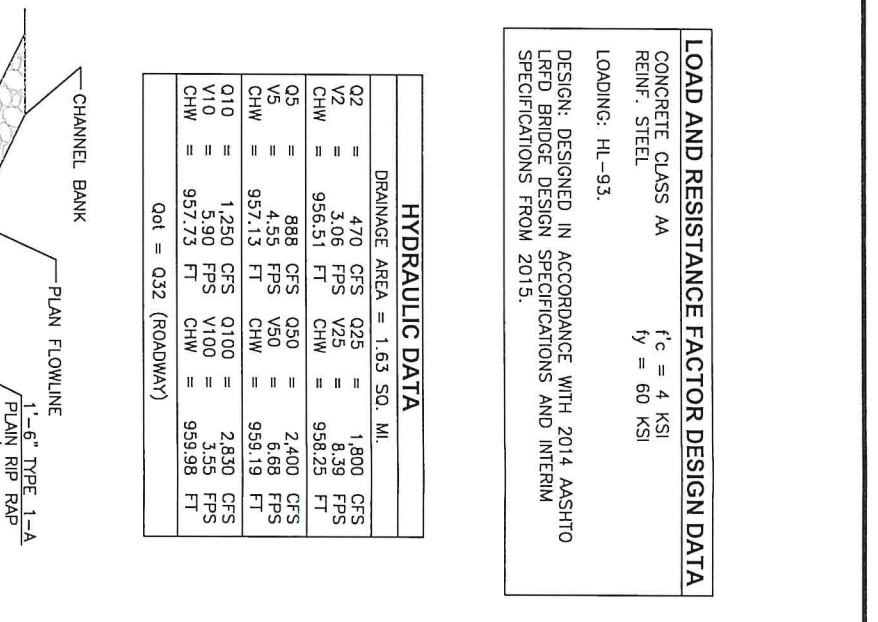 LOAD AND RESISTANCE FACTOR DESIGN DATA
CONCRETE CLASS AA f'c = 4 KSI
REINF. STEEL fy = 60 KSI
LOADING: HL-93.
DESIGN: DESIGNED IN ACCORDANCE WITH 2014 AASHTO
LRFD BRIDGE DESIGN SPECIFICATIONS AND INTERIM
SPECIFICATIONS FROM 2015.
HYDRAULIC DATA
DRAINAGE AREA = 1.63 SQ. MI.
Q2 = 470 CFS Q25 = 1,800 CFS
V2 = 3.06 FPS V25 = 8.39 FPS
CHW = 956.51 FT CHW = 958.25 FT
Q5 = 888 CFS Q50 = 2,400 CFS
V5 = 4.55 FPS V50 = 6.68 FPS
CHW = 957.13 FT CHW = 959.19 FT
Q10 = 1,250 CFS Q100 = 2,830 CFS
V10 = 5.90 FPS V100 = 3.55 FPS
CHW = 957.73 FT CHW = 959.98 FT
Qot = Q32 (ROADWAY)
CHANNEL BANK
PLAN FLOWLINE
1'-6" TYPE 1-A
PLAIN RIP RAP